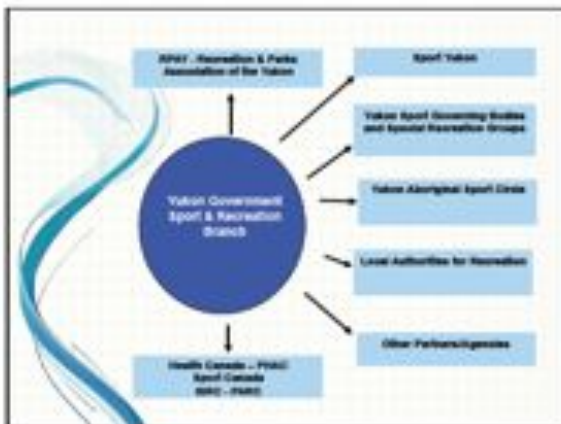 RPAY - Recreation & Parks
Association of the Yukon
Sport Yukon
Yukon Sport Governing Bodies
and Special Recreation Groups
Yukon Government
Sport & Recreation
Branch
Yukon Aboriginal Sport Circle
Local Authorities for Recreation
Other Partners/Agencies
Health Canada – PHAC
Sport Canada